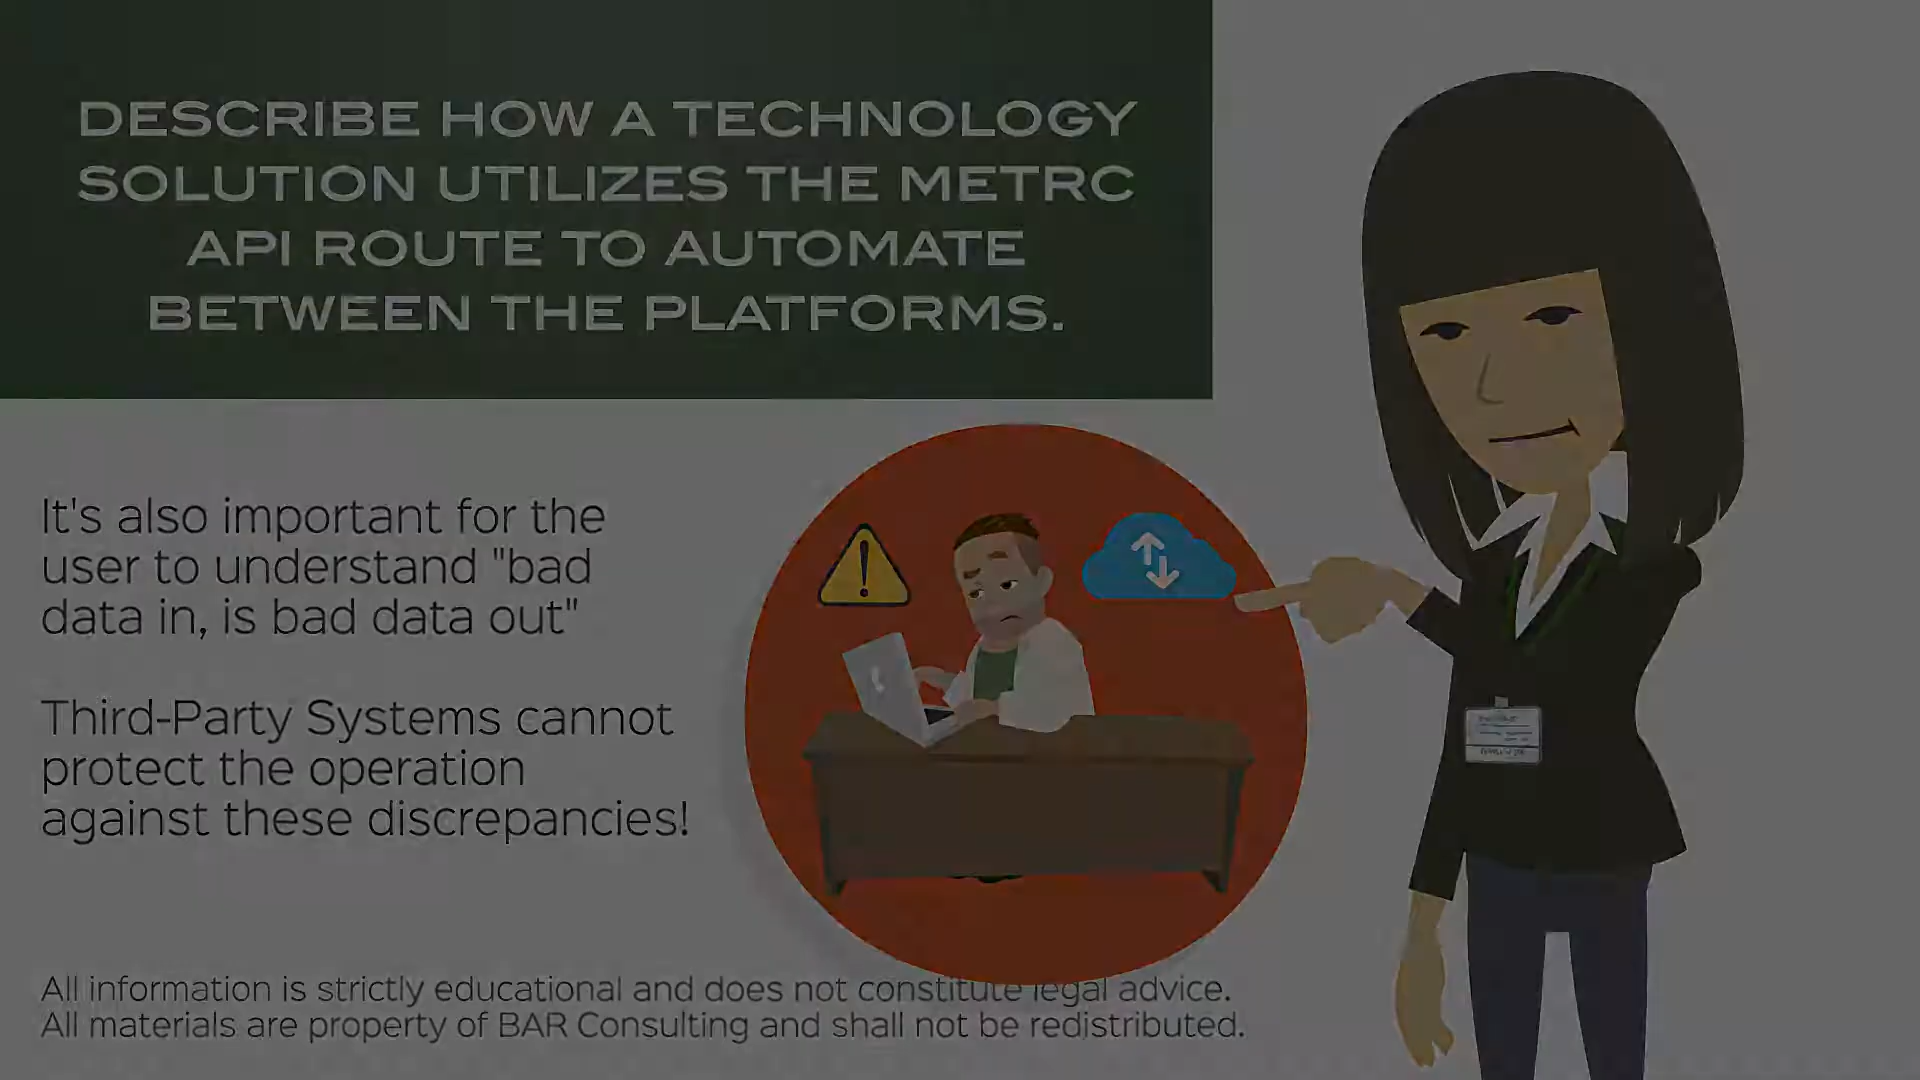 DESCRIBE HOW A TECHNOLOGY
SOLUTION UTILIZES THE METRC
API ROUTE TO AUTOMATE
BETWEEN THE PLATFORMS.
It's also important for the
user to understand "bad
data in, is bad data out"
Third-Party Systems cannot
protect the operation
against these discrepancies!
All information is strictly educational and does not constitute legal advice.
All materials are property of BAR Consulting and shall not be redistributed.